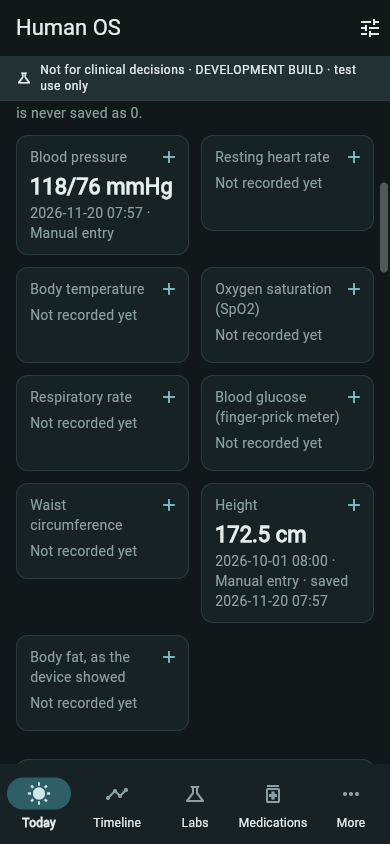 Human OS
Not for clinical decisions · DEVELOPMENT BUILD · test
use only
is never saved as 0.
Blood pressure
118/76 mmHg
2026-11-20 07:57 ·
Manual entry
Resting heart rate
Not recorded yet
Body temperature
Not recorded yet
Oxygen saturation
(SpO2)
Not recorded yet
Respiratory rate
Not recorded yet
Blood glucose
(finger-prick meter)
Not recorded yet
Waist
circumference
Not recorded yet
Height
172.5 cm
2026-10-01 08:00 ·
Manual entry · saved
2026-11-20 07:57
Body fat, as the
device showed
Not recorded yet
Today
Timeline
Labs
Medications
More